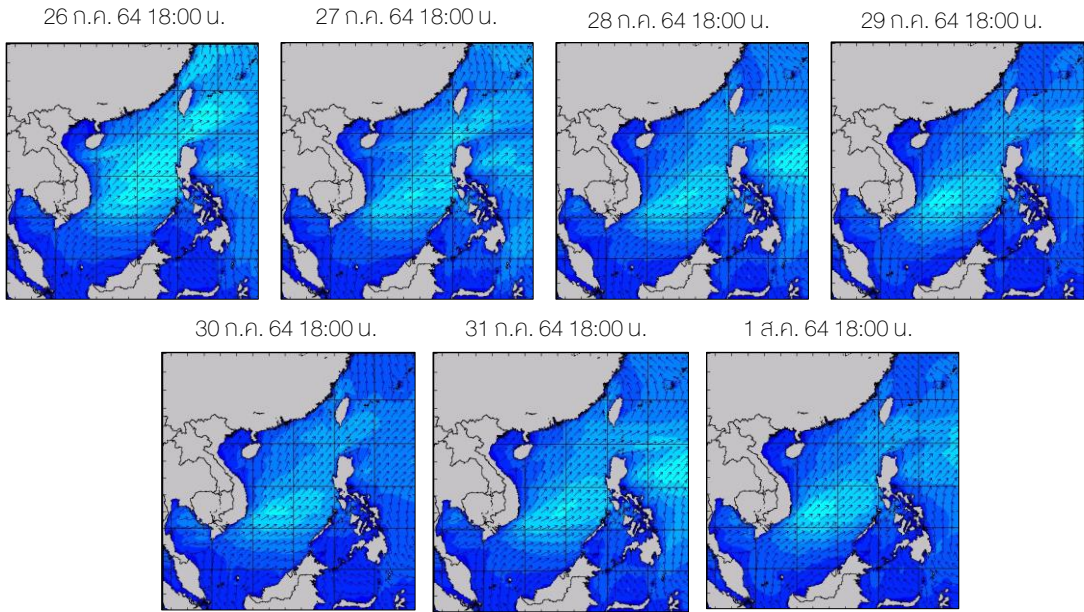 26 ก.ค. 64 18:00 น.
27 ก.ค. 64 18:00 น.
28 ก.ค. 64 18:00 น.
29 ก.ค. 64 18:00 น.
30 ก.ค. 64 18:00 น.
31 ก.ค. 64 18:00 น.
1 ส.ค. 64 18:00 น.